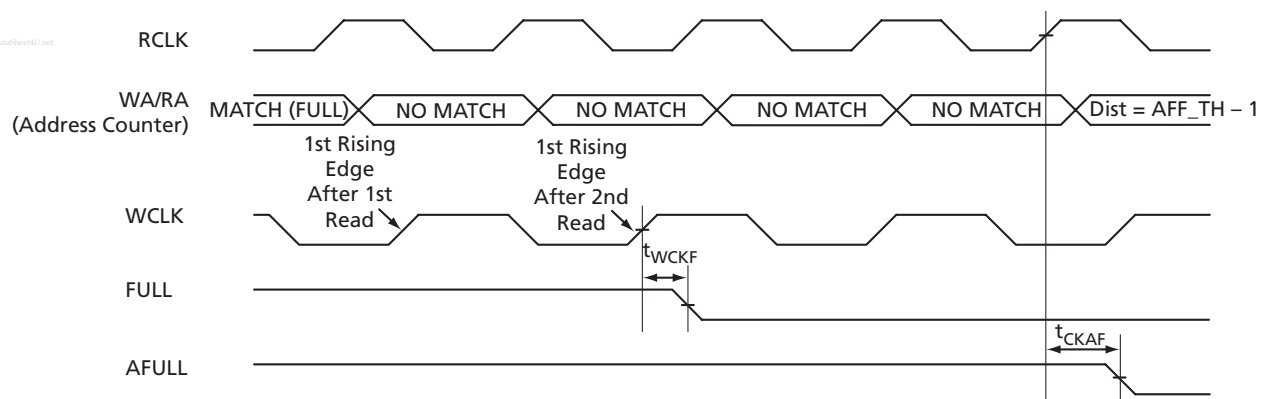 RCLK
WA/RA
(Address Counter)
MATCH (FULL)
NO MATCH
NO MATCH
NO MATCH
NO MATCH
Dist = AFF_TH – 1
1st Rising
Edge
After 1st
Read
1st Rising
Edge
After 2nd
Read
WCLK
tWCKF
FULL
tCKAF
AFULL